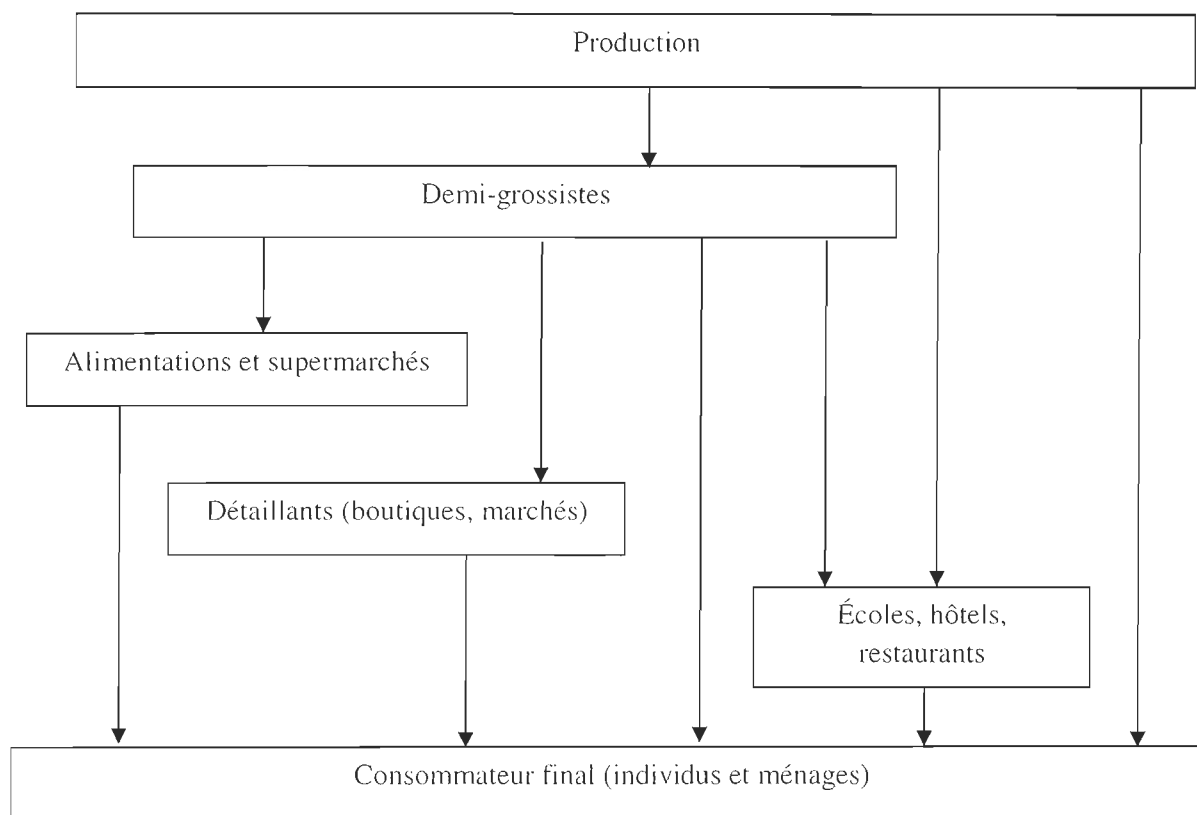 Production
Demi-grossistes
Alimentations et supermarchés
Détaillants (boutiques, marchés)
Écoles, hôtels,
restaurants
Consommateur final (individus et ménages)